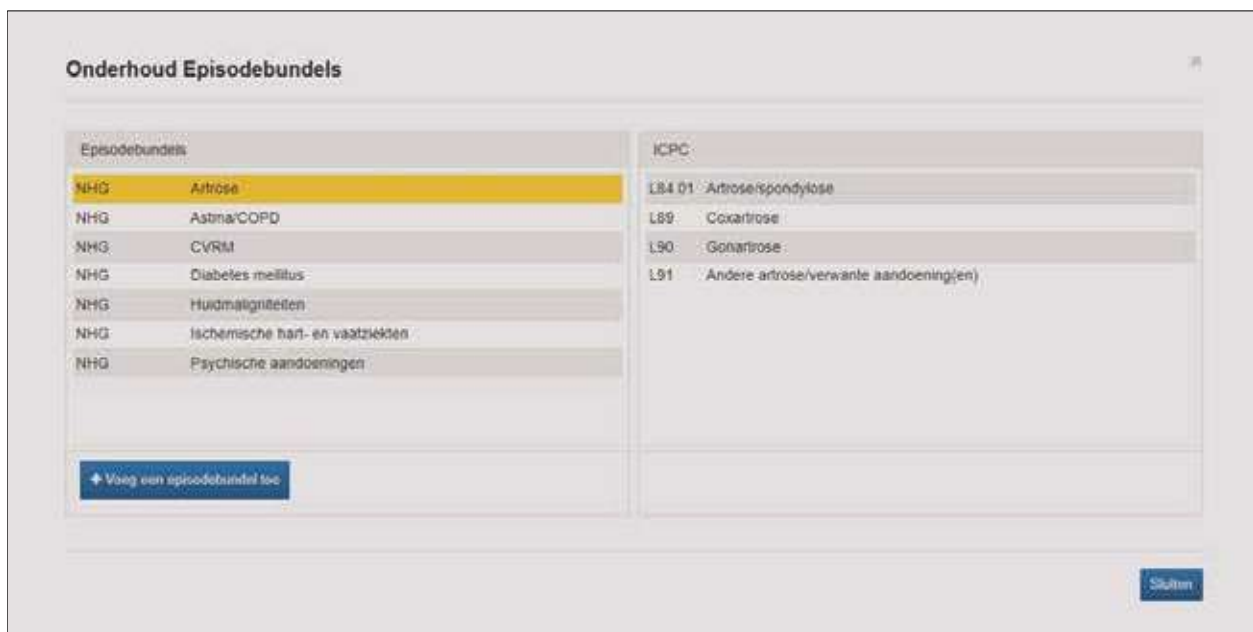 Onderhoud Episodebundels
Episodebundels
NHG Artrose
NHG Astma/COPD
NHG CVRM
NHG Diabetes mellitus
NHG Huidmaligniteiten
NHG Ischemische hart- en vaatziekten
NHG Psychische aandoeningen
+ Voeg een episodebundel toe
ICPC
L84.01 Artrose/spondylose
L89 Coxartrose
L90 Gonartrose
L91 Andere artrose/verwante aandoening(en)
Sluiten